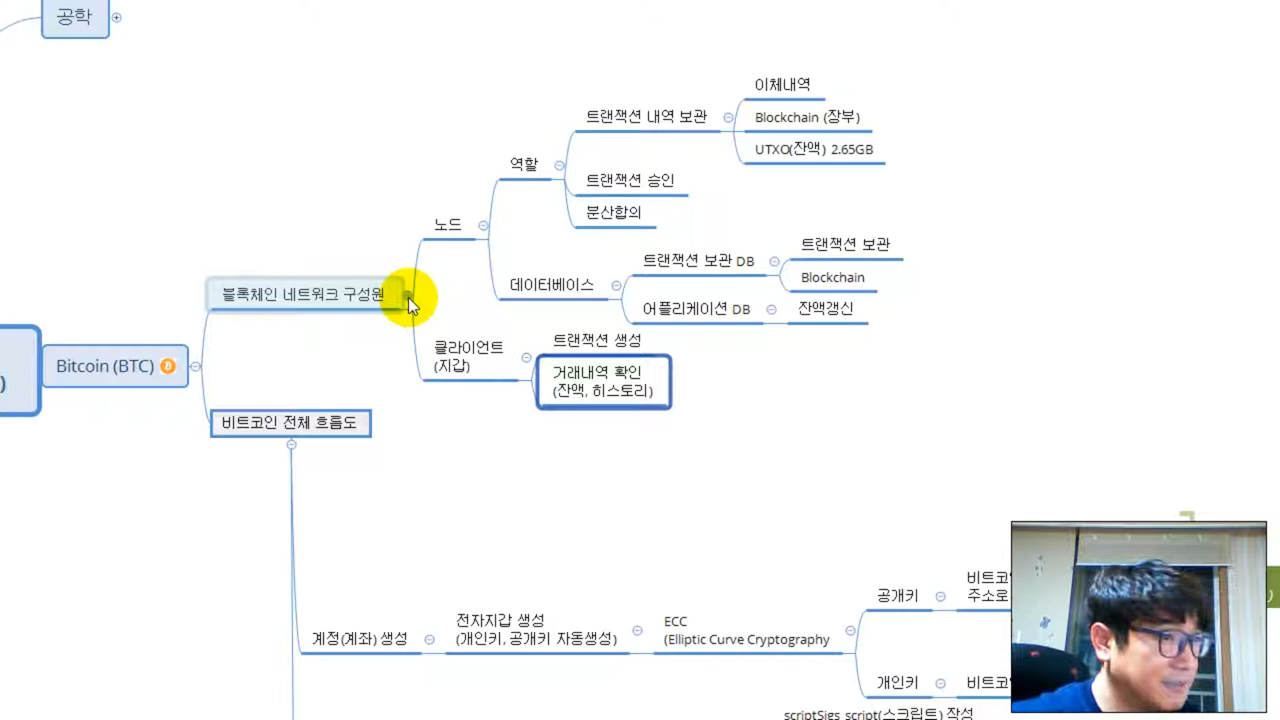 공학
이체내역
트랜잭션 내역 보관
Blockchain (장부)
UTXO(잔액) 2.65GB
역할
트랜잭션 승인
분산합의
노드
트랜잭션 보관
트랜잭션 보관 DB
Blockchain
데이터베이스
어플리케이션 DB
잔액갱신
블록체인 네트워크 구성원
트랜잭션 생성
클라이언트
(지갑)
거래내역 확인
(잔액, 히스토리)
)
Bitcoin (BTC)
비트코인 전체 흐름도
비트코
주소로
공개키
전자지갑 생성
(개인키, 공개키 자동생성)
ECC
(Elliptic Curve Cryptography
계정(계좌) 생성
개인키
비트코
scriptSigs script(스크립트) 작성
)